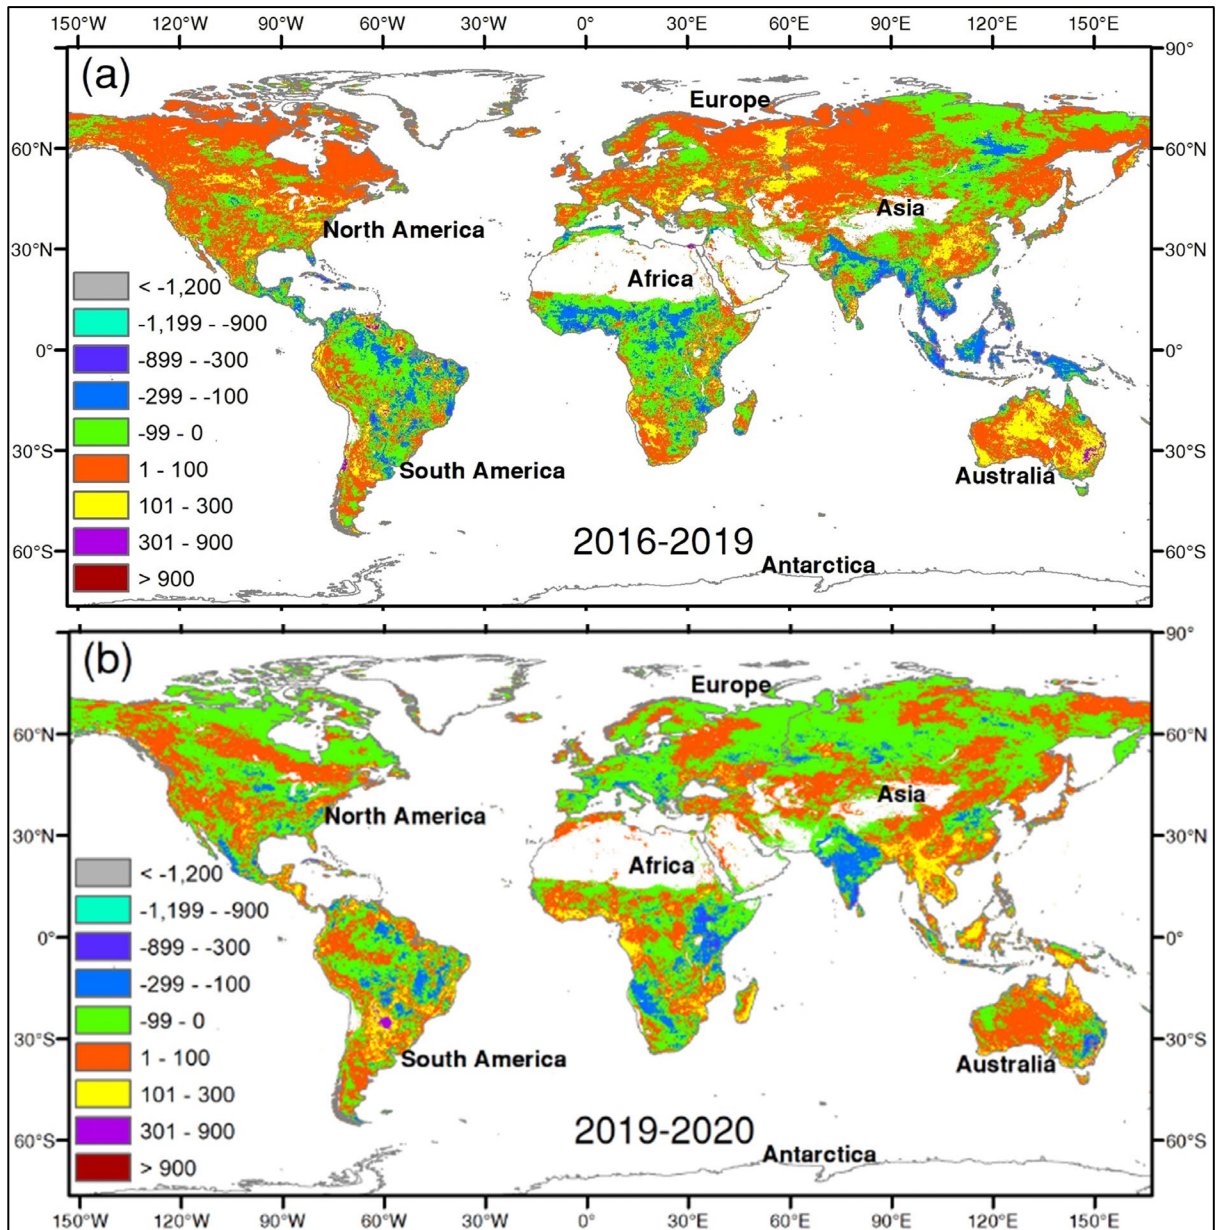 150°W 120°W 90°W 60°W 30°W 0° 30°E 60°E 90°E 120°E 150°E
90°
(a)
Europe
60°N 60°N
Asia
North America
30°N 30°N
Africa
< -1,200
-1,199 - -900
0° -899 - -300 0°
-299 - -100
-99 - 0
30°S 30°S
1 - 100 South America Australia
101 - 300
301 - 900 2016-2019
60°S 60°S
Antarctica
> 900
90°
(b)
Europe
60°N 60°N
Asia
North America
30°N 30°N
Africa
< -1,200
-1,199 - -900
0° -899 - -300 0°
-299 - -100
-99 - 0
30°S 30°S
1 - 100 South America Australia
101 - 300
301 - 900 2019-2020
60°S 60°S
Antarctica
> 900
150°W 120°W 90°W 60°W 30°W 0° 30°E 60°E 90°E 120°E 150°E